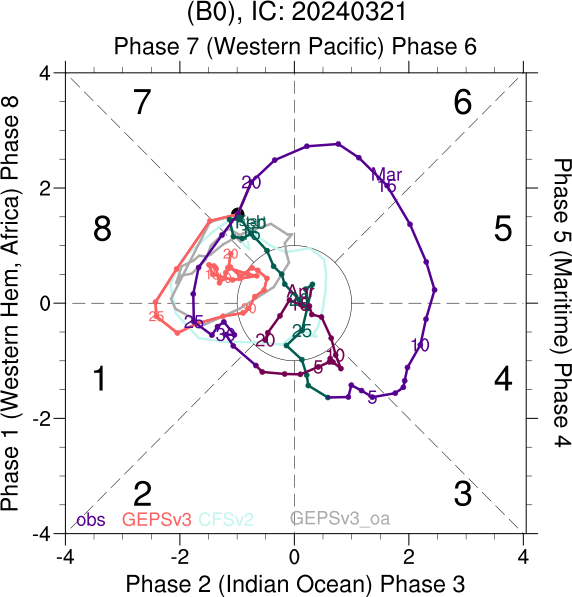 (B0), IC: 20240321
Phase 7 (Western Pacific) Phase 6
4
7
6
20
Mar
15
2
Feb
8
5
20
Apr
0
25
25
20
25
10
30
20
10
5
1
4
5
-2
2
3
obs GEPSv3 CFSv2 GEPSv3_oa
-4
-4 -2 0 2 4
Phase 2 (Indian Ocean) Phase 3
Phase 1 (Western Hem, Africa) Phase 8
Phase 5 (Maritime) Phase 4